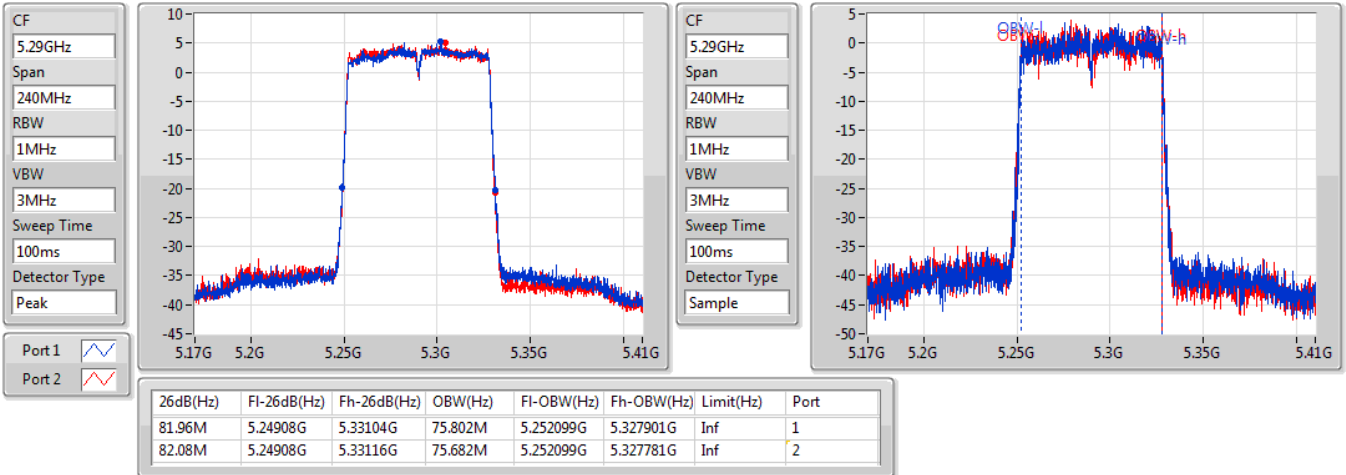 CF
5.29GHz
Span
240MHz
RBW
1MHz
VBW
3MHz
Sweep Time
100ms
Detector Type
Peak
Port 1
Port 2
10
5
0
-5
-10
-15
-20
-25
-30
-35
-40
-45
5.17G 5.2G 5.25G 5.3G 5.35G 5.41G
CF
5.29GHz
Span
240MHz
RBW
1MHz
VBW
3MHz
Sweep Time
100ms
Detector Type
Sample
5
0
-5
-10
-15
-20
-25
-30
-35
-40
-45
-50
OBW-l
5.17G 5.2G 5.25G 5.3G 5.35G 5.41G
26dB(Hz) Fl-26dB(Hz) Fh-26dB(Hz) OBW(Hz) Fl-OBW(Hz) Fh-OBW(Hz) Limit(Hz) Port
81.96M 5.24908G 5.33104G 75.802M 5.252099G 5.327901G Inf 1
82.08M 5.24908G 5.33116G 75.682M 5.252099G 5.327781G Inf 2